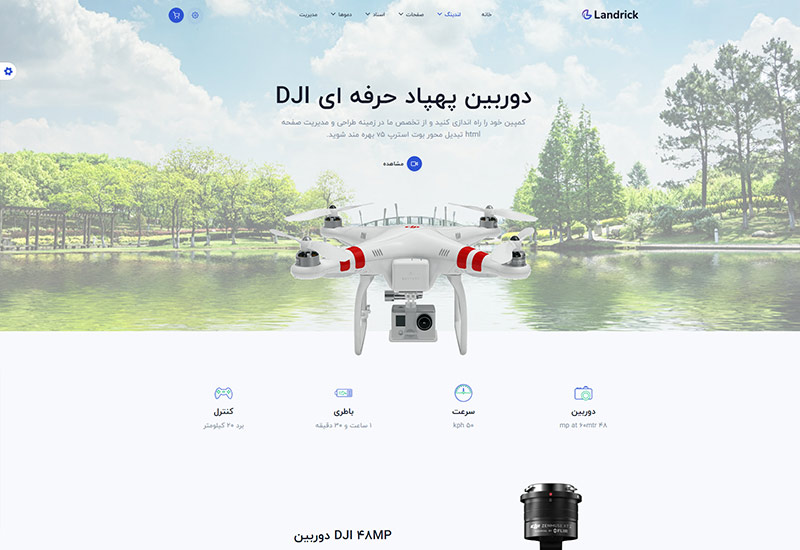 Landrick
خانه
لندینگ
صفحات
اسناد
دموها
مدیریت
دوربین پهپاد حرفه ای DJI
کمپین خود را راه اندازی کنید و از تخصص ما در زمینه طراحی و مدیریت صفحه
html تبدیل محور بوت استرپ ۷۵ بهره مند شوید.
مشاهده
دوربین
سرعت
باطری
کنترل
mp at ۶۰mtr ۴۸
kph ۵۰
۱ ساعت و ۳۰ دقیقه
برد ۲۰ کیلومتر
DJI ۴۸MP دوربین